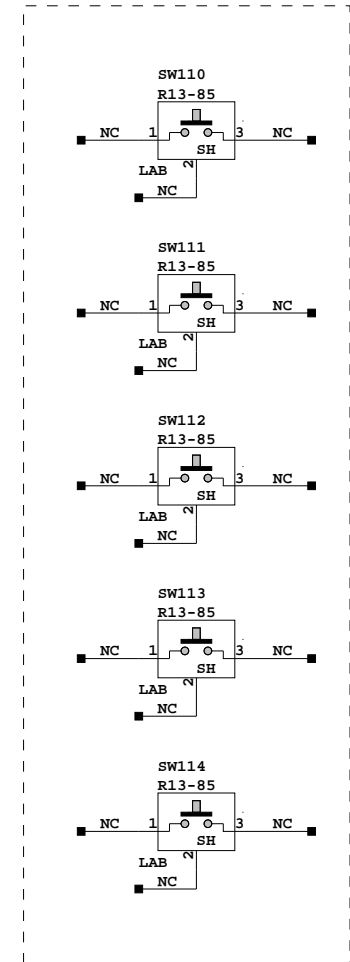 SW110
R13-85
NC 1 3 NC
SH
LAB 2
NC
SW111
R13-85
NC 1 3 NC
SH
LAB 2
NC
SW112
R13-85
NC 1 3 NC
SH
LAB 2
NC
SW113
R13-85
NC 1 3 NC
SH
LAB 2
NC
SW114
R13-85
NC 1 3 NC
SH
LAB 2
NC